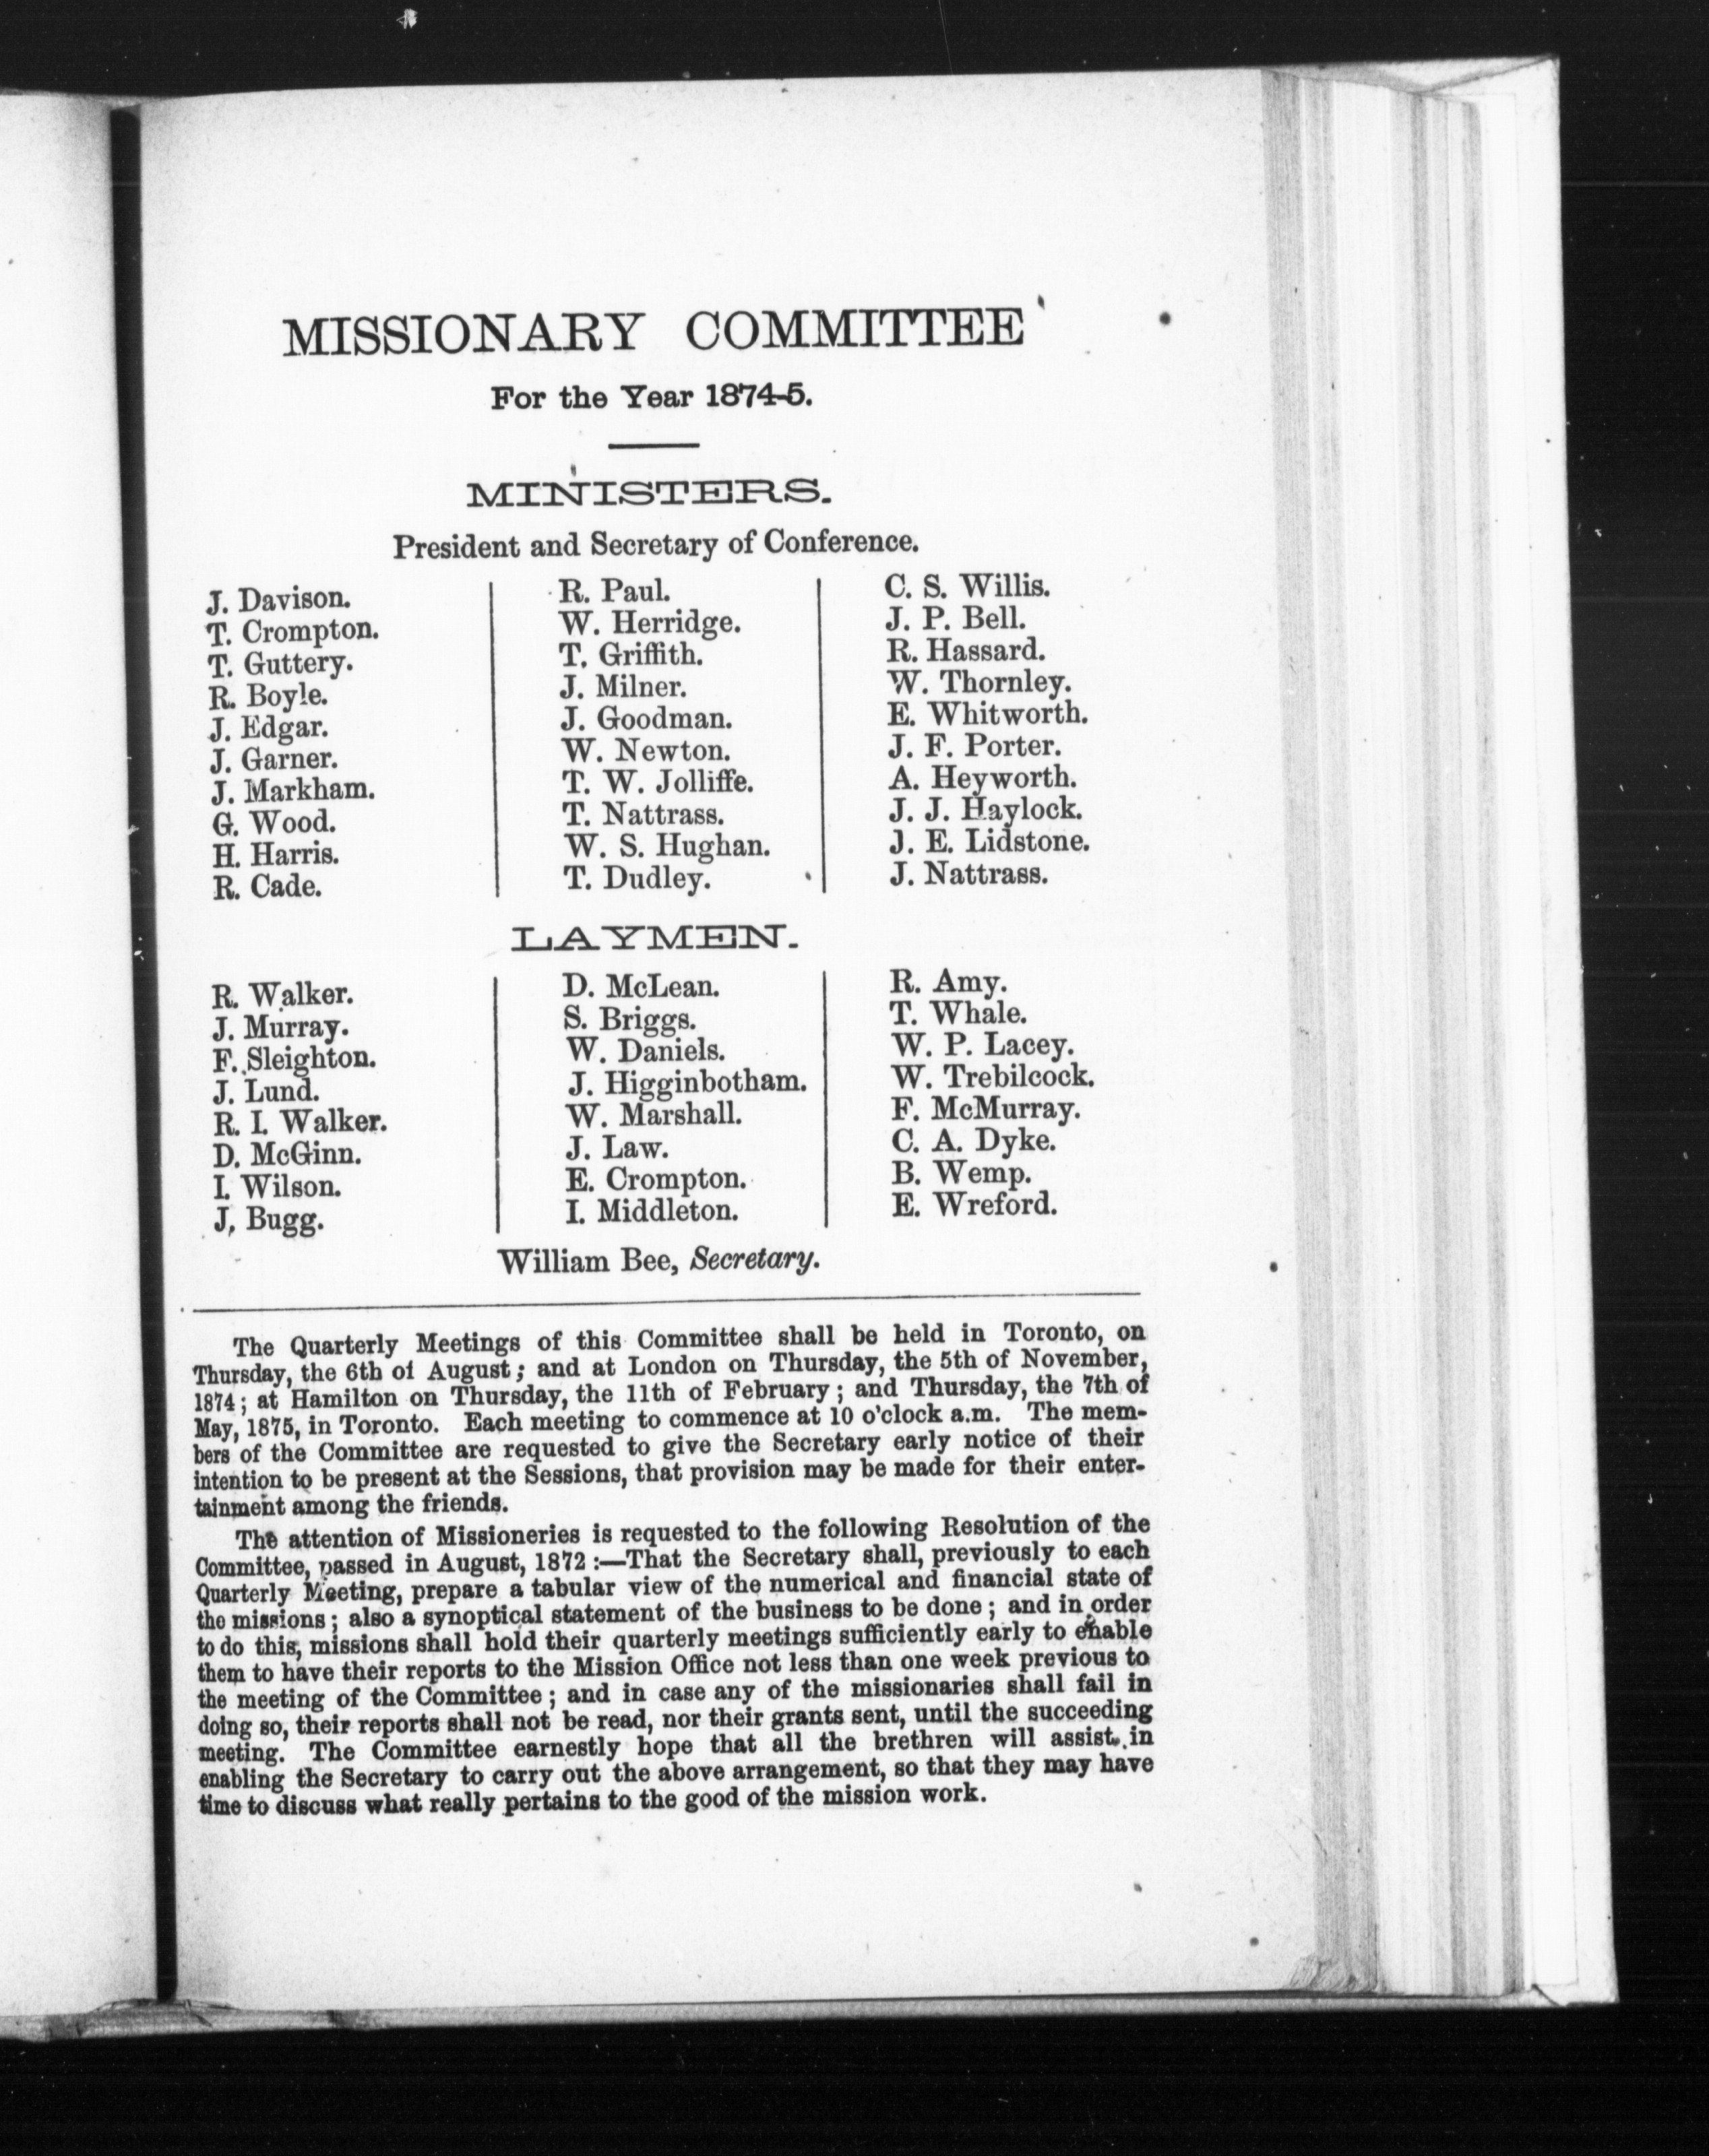 MISSIONARY COMMITTEE
For the Year 1874-5.
MINISTERS.
President and Secretary of Conference.
J. Davison.
T. Crompton.
T. Guttery.
R. Boyle.
J. Edgar.
J. Garner.
J. Markham.
G. Wood.
H. Harris.
R. Cade.
R. Paul.
W. Herridge.
T. Griffith.
J. Milner.
J. Goodman.
W. Newton.
T. W. Jolliffe.
T. Nattrass.
W. S. Hughan.
T. Dudley.
C. S. Willis.
J. P. Bell.
R. Hassard.
W. Thornley.
E. Whitworth.
J. F. Porter.
A. Heyworth.
J. J. Haylock.
J. E. Lidstone.
J. Nattrass.
LAYMEN.
R. Walker.
J. Murray.
F. Sleighton.
J. Lund.
R. I. Walker.
D. McGinn.
I. Wilson.
J, Bugg.
D. McLean.
S. Briggs.
W. Daniels.
J. Higginbotham.
W. Marshall.
J. Law.
E. Crompton.
I. Middleton.
R. Amy.
T. Whale.
W. P. Lacey.
W. Trebilcock.
F. McMurray.
C. A. Dyke.
B. Wemp.
E. Wreford.
William Bee, Secretary.
The Quarterly Meetings of this Committee shall be held in Toronto, on
Thursday, the 6th of August; and at London on Thursday, the 5th of November,
1874; at Hamilton on Thursday, the 11th of February; and Thursday, the 7th of
May, 1875, in Toronto. Each meeting to commence at 10 o'clock a.m. The mem-
bers of the Committee are requested to give the Secretary early notice of their
intention to be present at the Sessions, that provision may be made for their enter-
tainment among the friends.
The attention of Missioneries is requested to the following Resolution of the
Committee, passed in August, 1872 :—That the Secretary shall, previously to each
Quarterly Meeting, prepare a tabular view of the numerical and financial state of
the missions; also a synoptical statement of the business to be done; and in order
to do this, missions shall hold their quarterly meetings sufficiently early to enable
them to have their reports to the Mission Office not less than one week previous to
the meeting of the Committee; and in case any of the missionaries shall fail in
doing so, their reports shall not be read, nor their grants sent, until the succeeding
meeting. The Committee earnestly hope that all the brethren will assist in
enabling the Secretary to carry out the above arrangement, so that they may have
time to discuss what really pertains to the good of the mission work.